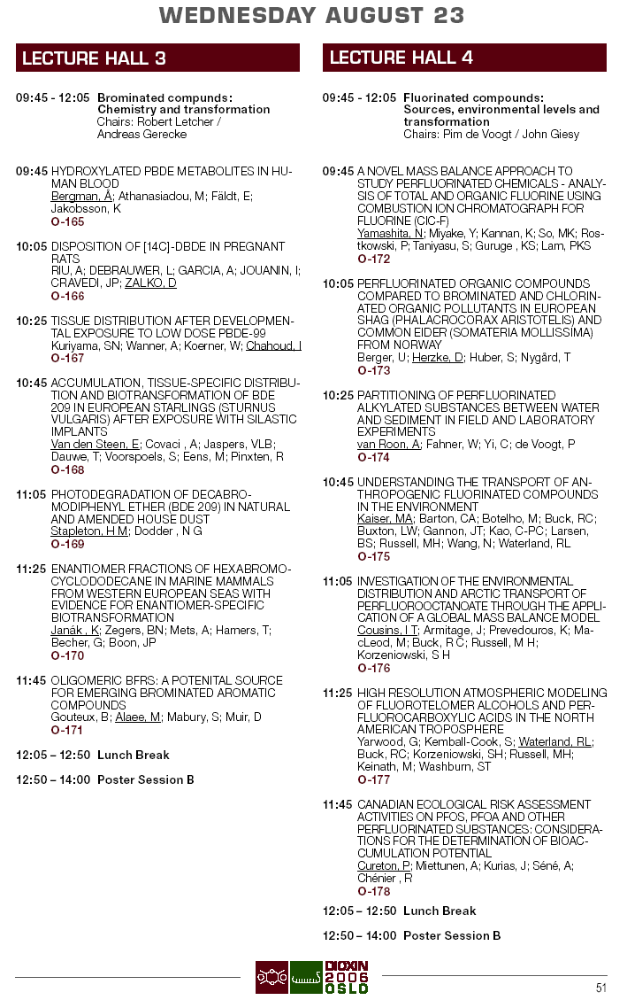 WEDNESDAY AUGUST 23
LECTURE HALL 3
09:45 - 12:05 Brominated compunds:
Chemistry and transformation
Chairs: Robert Letcher /
Andreas Gerecke
09:45 HYDROXYLATED PBDE METABOLITES IN HU-
MAN BLOOD
Bergman, Å; Athanasiadou, M; Fäldt, E;
Jakobsson, K
O-165
10:05 DISPOSITION OF [14C]-DBDE IN PREGNANT
RATS
RIU, A; DEBRAUWER, L; GARCIA, A; JOUANIN, I;
CRAVEDI, JP; ZALKO, D
O-166
10:25 TISSUE DISTRIBUTION AFTER DEVELOPMEN-
TAL EXPOSURE TO LOW DOSE PBDE-99
Kuriyama, SN; Wanner, A; Koerner, W; Chahoud, I
O-167
10:45 ACCUMULATION, TISSUE-SPECIFIC DISTRIBU-
TION AND BIOTRANSFORMATION OF BDE
209 IN EUROPEAN STARLINGS (STURNUS
VULGARIS) AFTER EXPOSURE WITH SILASTIC
IMPLANTS
Van den Steen, E; Covaci , A; Jaspers, VLB;
Dauwe, T; Voorspoels, S; Eens, M; Pinxten, R
O-168
11:05 PHOTODEGRADATION OF DECABRO-
MODIPHENYL ETHER (BDE 209) IN NATURAL
AND AMENDED HOUSE DUST
Stapleton, H M; Dodder , N G
O-169
11:25 ENANTIOMER FRACTIONS OF HEXABROMO-
CYCLODODECANE IN MARINE MAMMALS
FROM WESTERN EUROPEAN SEAS WITH
EVIDENCE FOR ENANTIOMER-SPECIFIC
BIOTRANSFORMATION
Janák , K; Zegers, BN; Mets, A; Hamers, T;
Becher, G; Boon, JP
O-170
11:45 OLIGOMERIC BFRS: A POTENITAL SOURCE
FOR EMERGING BROMINATED AROMATIC
COMPOUNDS
Gouteux, B; Alaee, M; Mabury, S; Muir, D
O-171
12:05 – 12:50 Lunch Break
12:50 – 14:00 Poster Session B
LECTURE HALL 4
09:45 - 12:05 Fluorinated compounds:
Sources, environmental levels and
transformation
Chairs: Pim de Voogt / John Giesy
09:45 A NOVEL MASS BALANCE APPROACH TO
STUDY PERFLUORINATED CHEMICALS - ANALY-
SIS OF TOTAL AND ORGANIC FLUORINE USING
COMBUSTION ION CHROMATOGRAPH FOR
FLUORINE (CIC-F)
Yamashita, N; Miyake, Y; Kannan, K; So, MK; Ros-
tkowski, P; Taniyasu, S; Guruge , KS; Lam, PKS
O-172
10:05 PERFLUORINATED ORGANIC COMPOUNDS
COMPARED TO BROMINATED AND CHLORIN-
ATED ORGANIC POLLUTANTS IN EUROPEAN
SHAG (PHALACROCORAX ARISTOTELIS) AND
COMMON EIDER (SOMATERIA MOLLISSIMA)
FROM NORWAY
Berger, U; Herzke, D; Huber, S; Nygård, T
O-173
10:25 PARTITIONING OF PERFLUORINATED
ALKYLATED SUBSTANCES BETWEEN WATER
AND SEDIMENT IN FIELD AND LABORATORY
EXPERIMENTS
van Roon, A; Fahner, W; Yi, C; de Voogt, P
O-174
10:45 UNDERSTANDING THE TRANSPORT OF AN-
THROPOGENIC FLUORINATED COMPOUNDS
IN THE ENVIRONMENT
Kaiser, MA; Barton, CA; Botelho, M; Buck, RC;
Buxton, LW; Gannon, JT; Kao, C-PC; Larsen,
BS; Russell, MH; Wang, N; Waterland, RL
O-175
11:05 INVESTIGATION OF THE ENVIRONMENTAL
DISTRIBUTION AND ARCTIC TRANSPORT OF
PERFLUOROOCTANOATE THROUGH THE APPLI-
CATION OF A GLOBAL MASS BALANCE MODEL
Cousins, I T; Armitage, J; Prevedouros, K; Ma-
cLeod, M; Buck, R C; Russell, M H;
Korzeniowski, S H
O-176
11:25 HIGH RESOLUTION ATMOSPHERIC MODELING
OF FLUOROTELOMER ALCOHOLS AND PER-
FLUOROCARBOXYLIC ACIDS IN THE NORTH
AMERICAN TROPOSPHERE
Yarwood, G; Kemball-Cook, S; Waterland, RL;
Buck, RC; Korzeniowski, SH; Russell, MH;
Keinath, M; Washburn, ST
O-177
11:45 CANADIAN ECOLOGICAL RISK ASSESSMENT
ACTIVITIES ON PFOS, PFOA AND OTHER
PERFLUORINATED SUBSTANCES: CONSIDERA-
TIONS FOR THE DETERMINATION OF BIOAC-
CUMULATION POTENTIAL
Cureton, P; Miettunen, A; Kurias, J; Séné, A;
Chénier , R
O-178
12:05 – 12:50 Lunch Break
12:50 – 14:00 Poster Session B
DIOXIN
2006
OSLO
51